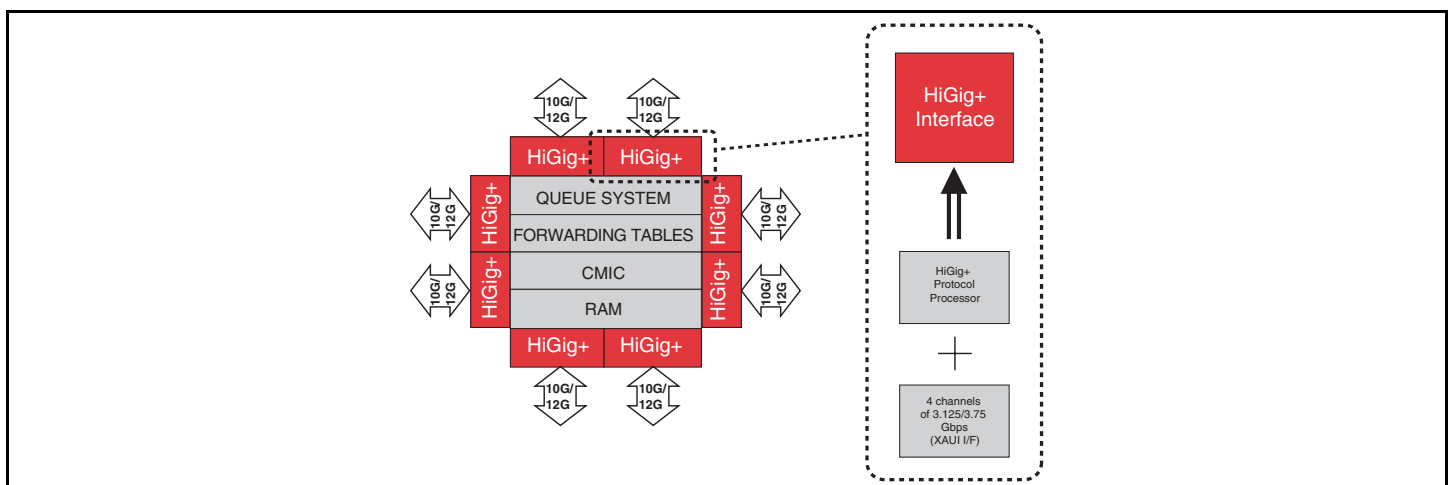 10G/
12G
10G/
12G
HiGig+
HiGig+
HiGig+
10G/
12G
QUEUE SYSTEM
HiGig+
10G/
12G
FORWARDING TABLES
HiGig+
10G/
12G
CMIC
HiGig+
10G/
12G
RAM
HiGig+
HiGig+
10G/
12G
10G/
12G
HiGig+
Interface
HiGig+
Protocol
Processor
+
4 channels
of 3.125/3.75
Gbps
(XAUI I/F)